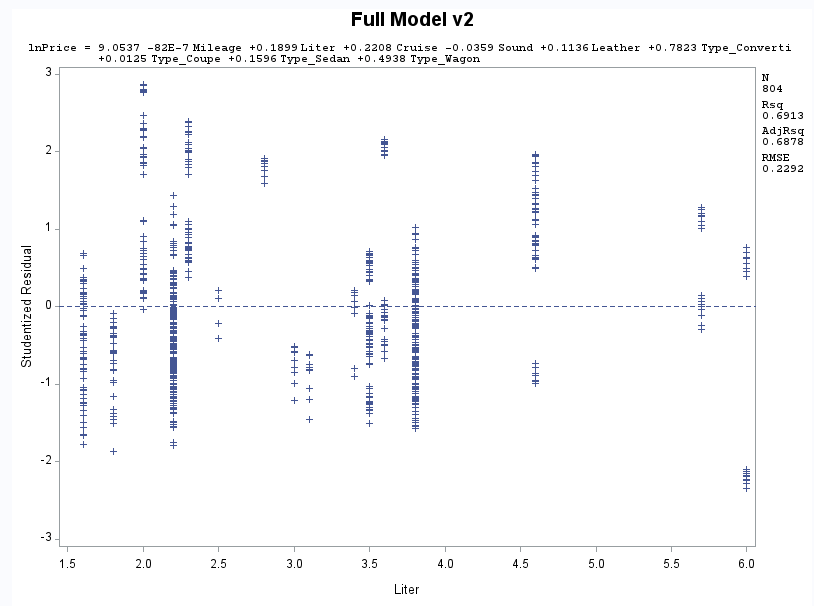 Full Model v2
lnPrice = 9.0537 -82E-7 Mileage +0.1899 Liter +0.2208 Cruise -0.0359 Sound +0.1136 Leather +0.7823 Type_Converti
+0.0125 Type_Coupe +0.1596 Type_Sedan +0.4938 Type_Wagon
N
804
Rsq
0.6913
AdjRsq
0.6878
RMSE
0.2292
Studentized Residual
3
2
1
0
-1
-2
-3
1.5 2.0 2.5 3.0 3.5 4.0 4.5 5.0 5.5 6.0
Liter